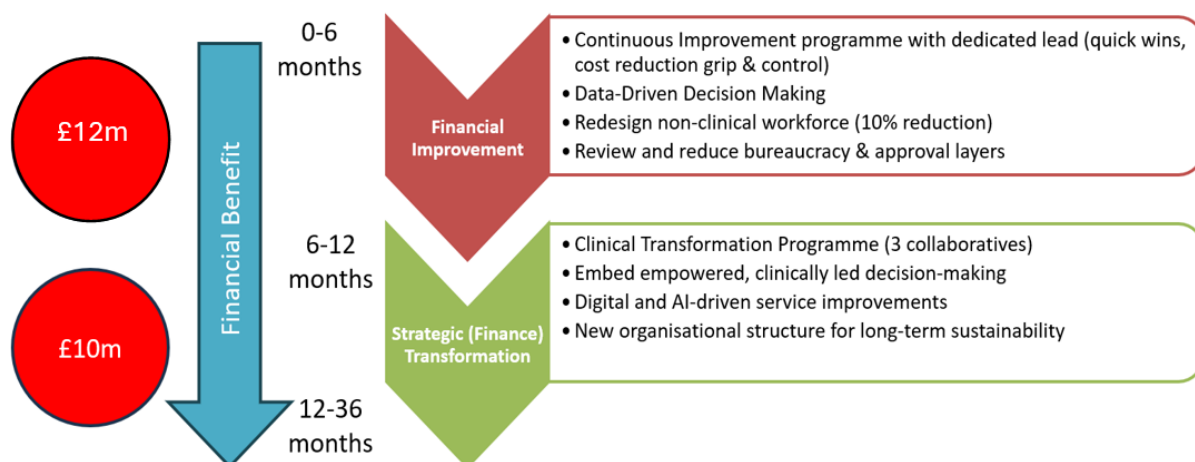 £12m
£10m
Financial Benefit
0-6
months
6-12
months
12-36
months
Financial
Improvement
• Continuous Improvement programme with dedicated lead (quick wins,
cost reduction grip & control)
• Data-Driven Decision Making
• Redesign non-clinical workforce (10% reduction)
• Review and reduce bureaucracy & approval layers
Strategic (Finance)
Transformation
• Clinical Transformation Programme (3 collaboratives)
• Embed empowered, clinically led decision-making
• Digital and AI-driven service improvements
• New organisational structure for long-term sustainability